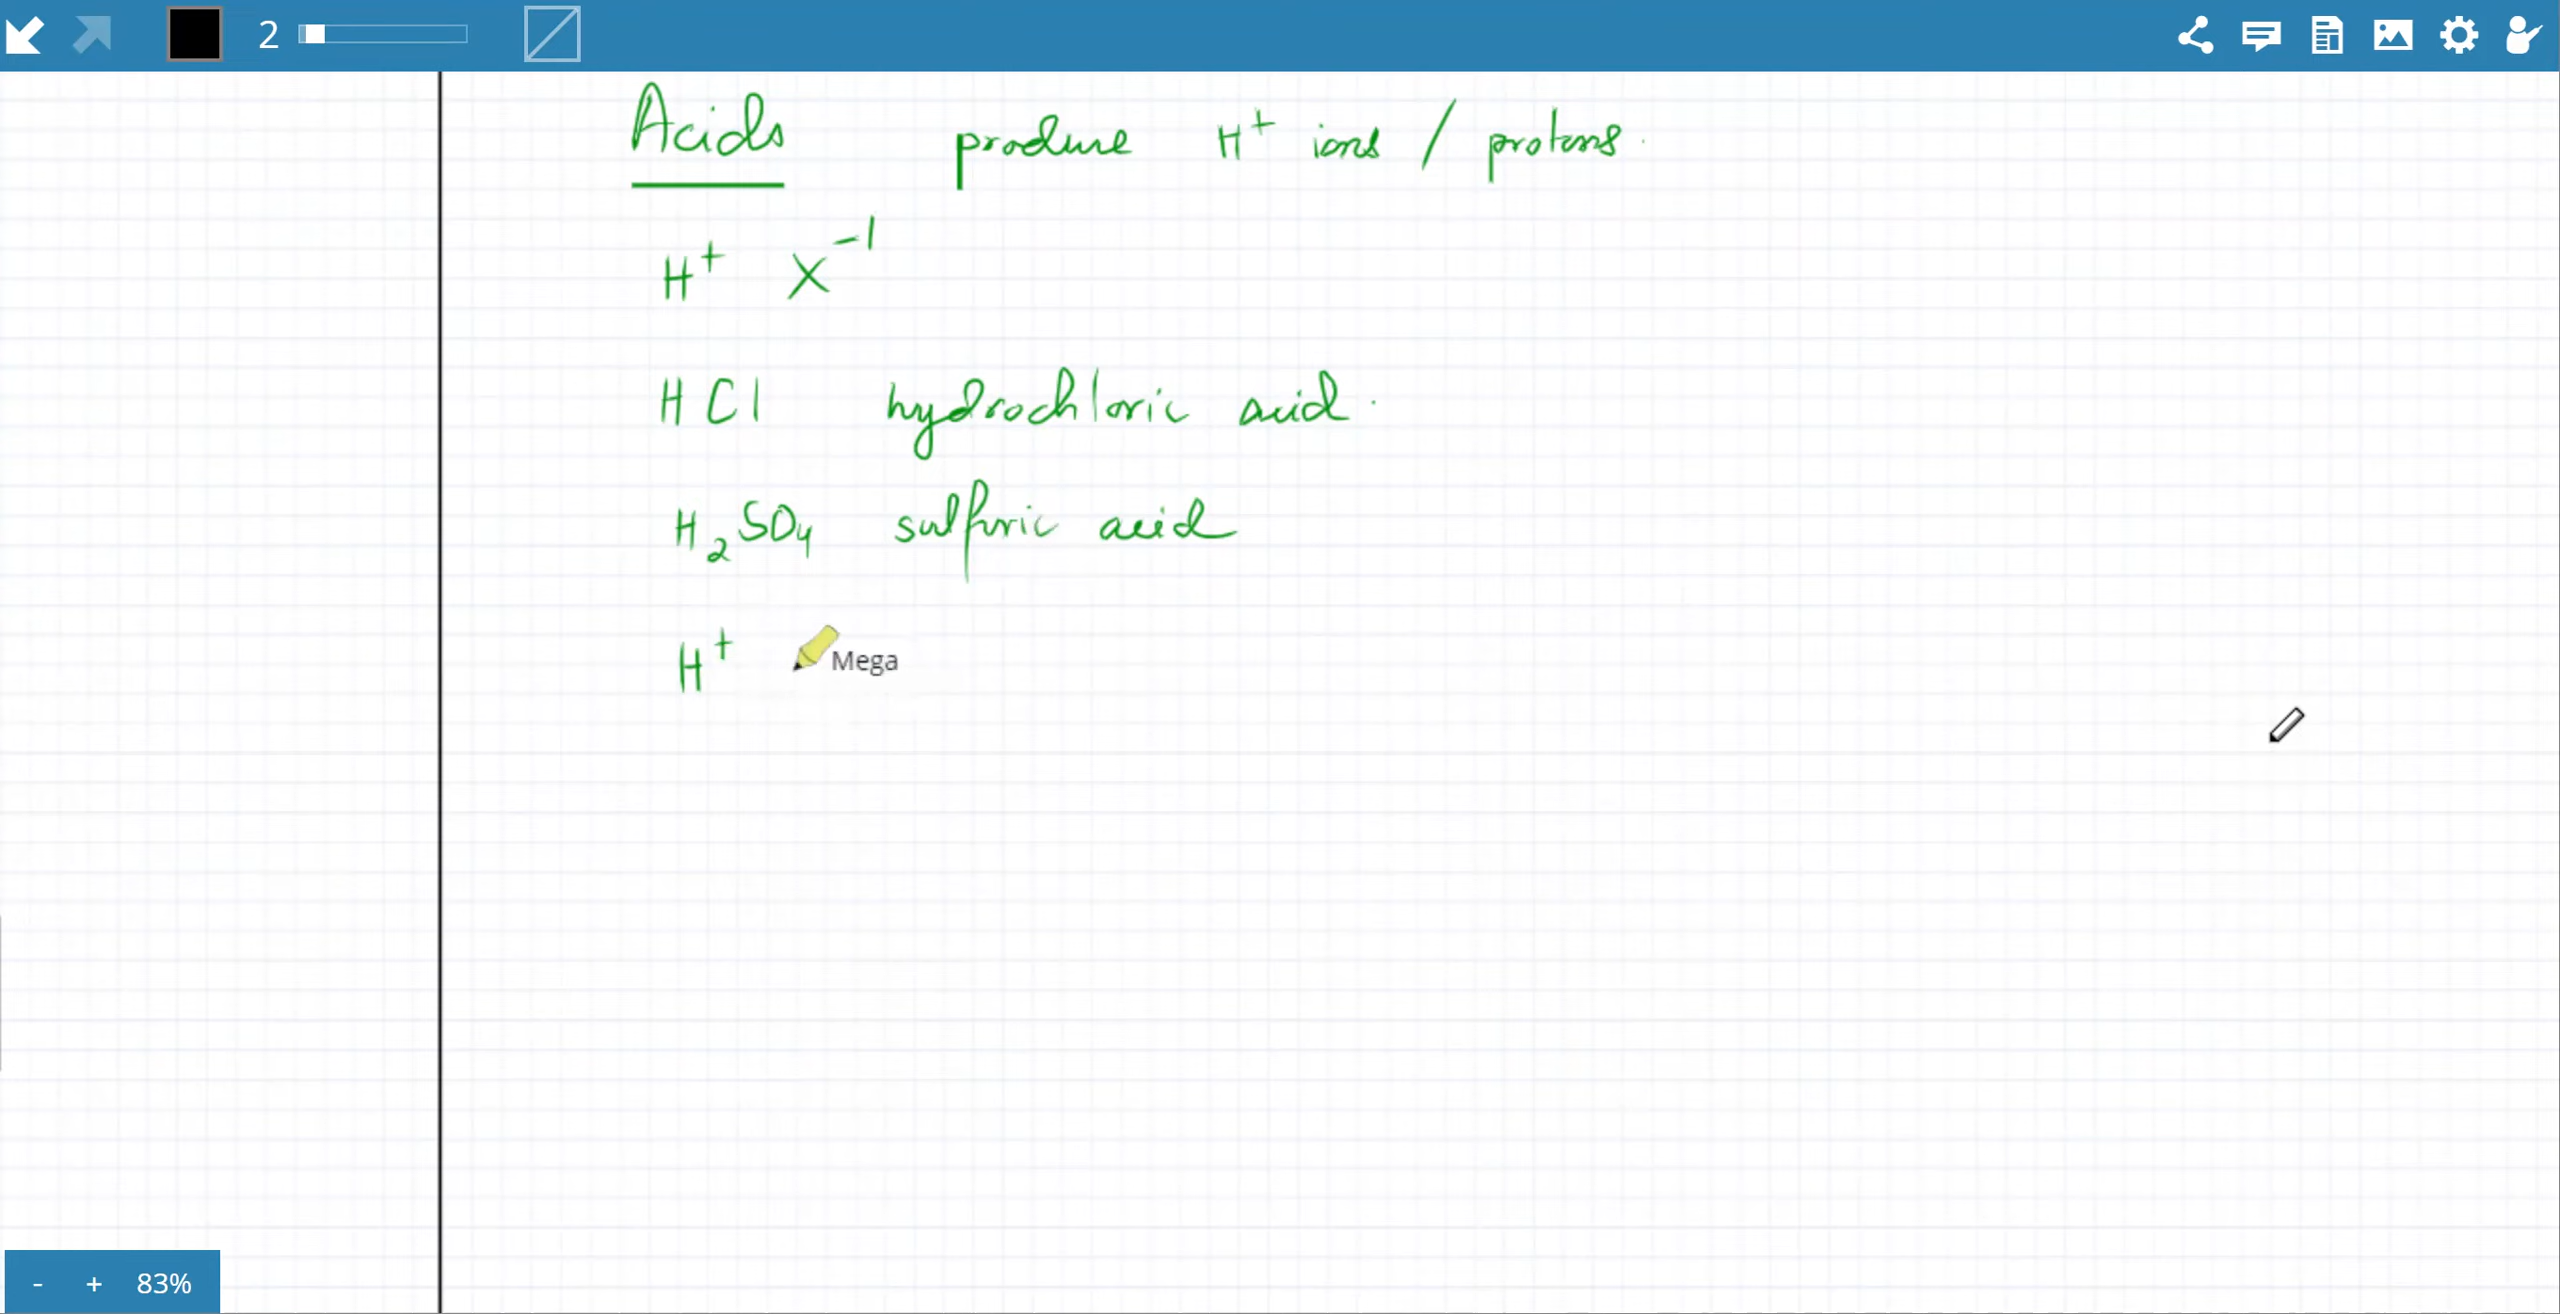 2
Acids produce H⁺ ions / protons.
H⁺ X⁻¹
HCl hydrochloric acid.
H₂SO₄ sulfuric acid
H⁺ Mega
- + 83%